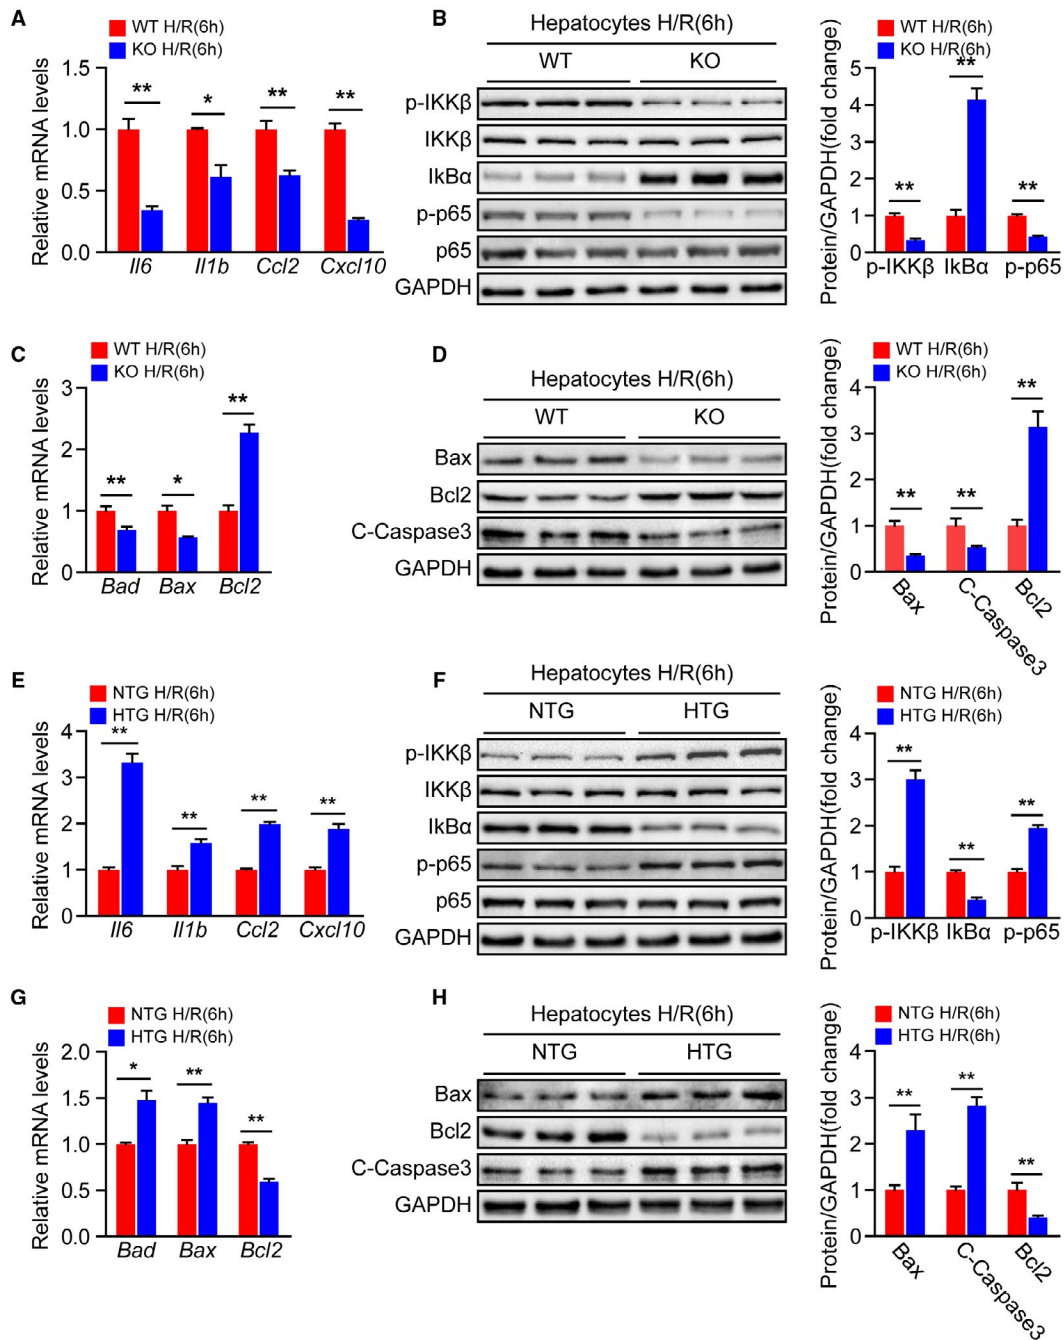 A
WT H/R(6h)
KO H/R(6h)
Relative mRNA levels
1.5
1.0
0.5
0.0
** * ** **
Il6 Il1b Ccl2 Cxcl10
B
Hepatocytes H/R(6h)
WT KO
p-IKKβ
IKKβ
IkBα
p-p65
p65
GAPDH
WT H/R(6h)
KO H/R(6h)
Protein/GAPDH(fold change)
5
4
3
2
1
0
** ** **
p-IKKβ IkBα p-p65
C
WT H/R(6h)
KO H/R(6h)
Relative mRNA levels
3
2
1
0
** * **
Bad Bax Bcl2
D
Hepatocytes H/R(6h)
WT KO
Bax
Bcl2
C-Caspase3
GAPDH
WT H/R(6h)
KO H/R(6h)
Protein/GAPDH(fold change)
4
3
2
1
0
** ** **
Bax C-Caspase3 Bcl2
E
NTG H/R(6h)
HTG H/R(6h)
Relative mRNA levels
4
3
2
1
0
** ** ** **
Il6 Il1b Ccl2 Cxcl10
F
Hepatocytes H/R(6h)
NTG HTG
p-IKKβ
IKKβ
IkBα
p-p65
p65
GAPDH
NTG H/R(6h)
HTG H/R(6h)
Protein/GAPDH(fold change)
4
3
2
1
0
** ** **
p-IKKβ IkBα p-p65
G
NTG H/R(6h)
HTG H/R(6h)
Relative mRNA levels
2.0
1.5
1.0
0.5
0.0
* ** **
Bad Bax Bcl2
H
Hepatocytes H/R(6h)
NTG HTG
Bax
Bcl2
C-Caspase3
GAPDH
NTG H/R(6h)
HTG H/R(6h)
Protein/GAPDH(fold change)
4
3
2
1
0
** ** **
Bax C-Caspase3 Bcl2